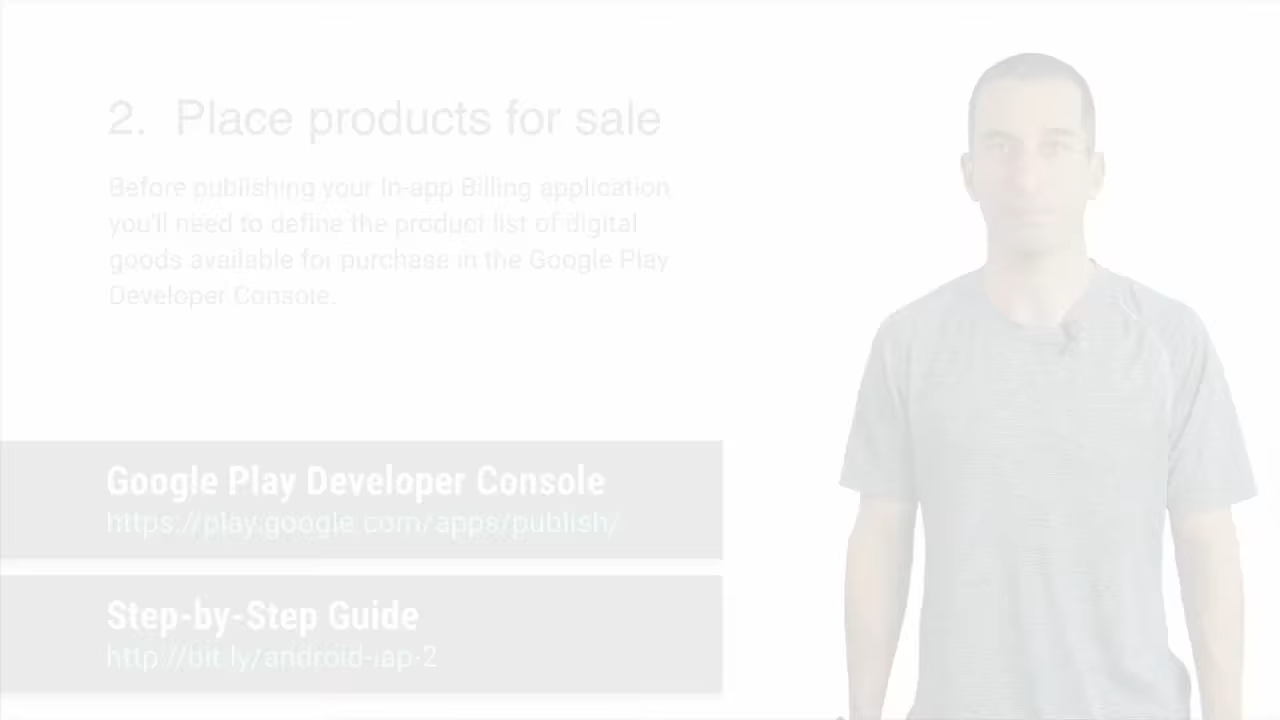 2. Place products for sale
Before publishing your In-app Billing application
you'll need to define the product list of digital
goods available for purchase in the Google Play
Developer Console.
Google Play Developer Console
https://play.google.com/apps/publish/
Step-by-Step Guide
http://bit.ly/android-iap-2